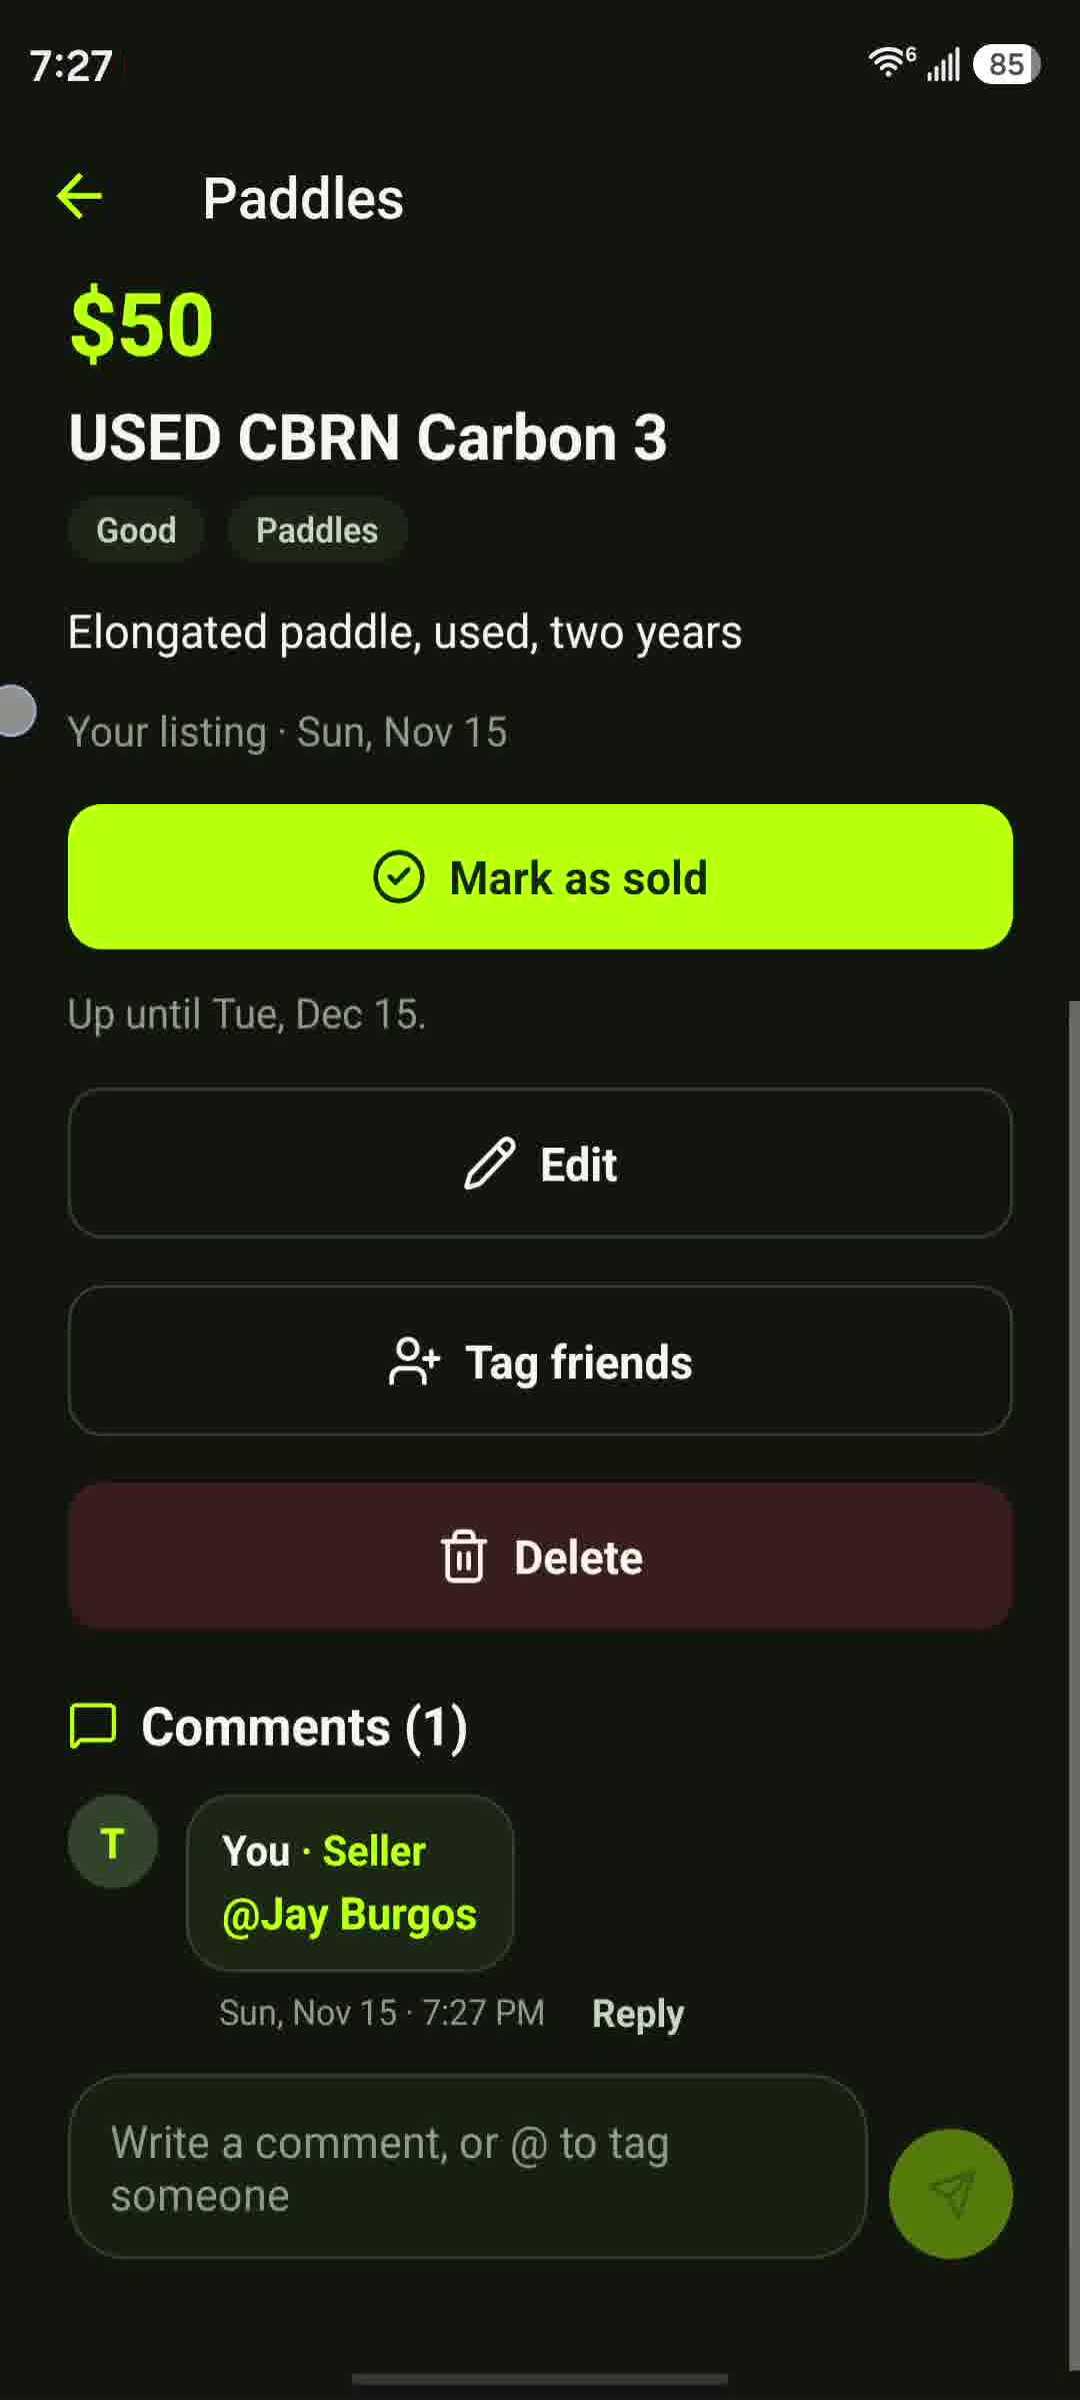 7:27
6
85
Paddles
$50
USED CBRN Carbon 3
Good Paddles
Elongated paddle, used, two years
Your listing · Sun, Nov 15
Mark as sold
Up until Tue, Dec 15.
Edit
Tag friends
Delete
Comments (1)
T
You · Seller
@Jay Burgos
Sun, Nov 15 · 7:27 PM Reply
Write a comment, or @ to tag
someone